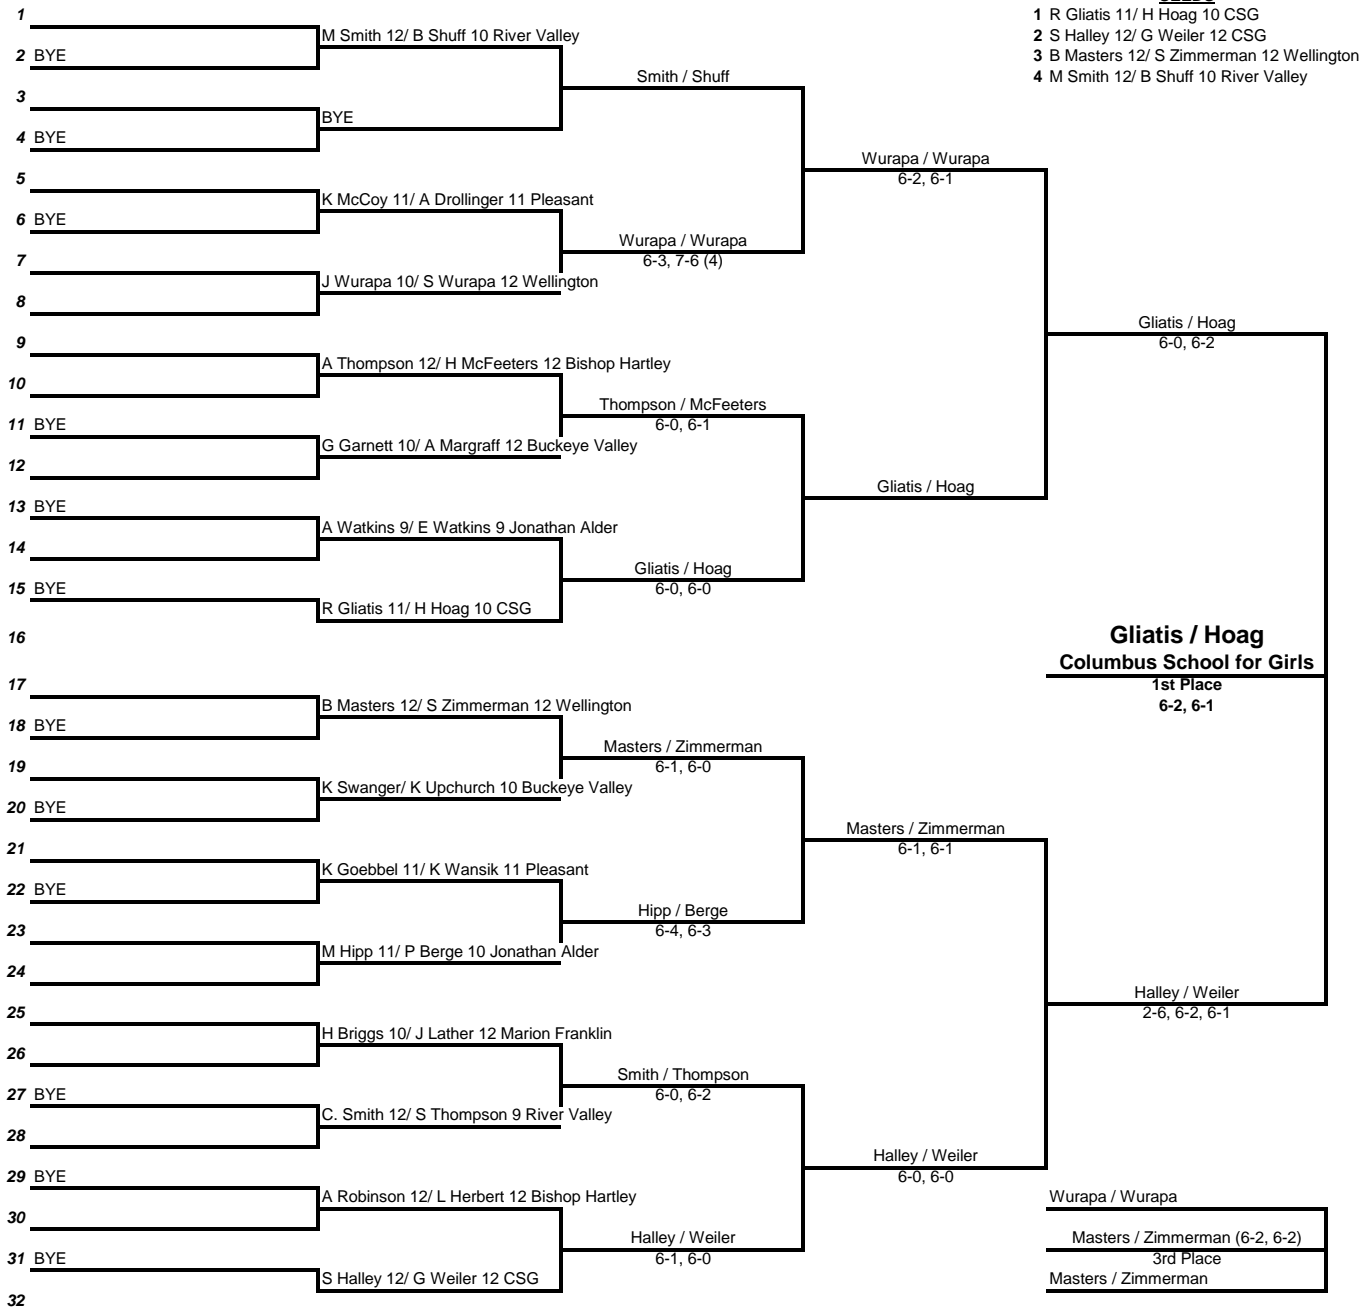 SEEDS
1 R Gliatis 11/ H Hoag 10 CSG
2 S Halley 12/ G Weiler 12 CSG
3 B Masters 12/ S Zimmerman 12 Wellington
4 M Smith 12/ B Shuff 10 River Valley
1
M Smith 12/ B Shuff 10 River Valley
2 BYE
Smith / Shuff
3
BYE
4 BYE
Wurapa / Wurapa
6-2, 6-1
5
K McCoy 11/ A Drollinger 11 Pleasant
6 BYE
Wurapa / Wurapa
6-3, 7-6 (4)
7
J Wurapa 10/ S Wurapa 12 Wellington
8
Gliatis / Hoag
6-0, 6-2
9
A Thompson 12/ H McFeeters 12 Bishop Hartley
10
Thompson / McFeeters
6-0, 6-1
11 BYE
G Garnett 10/ A Margraff 12 Buckeye Valley
12
Gliatis / Hoag
13 BYE
A Watkins 9/ E Watkins 9 Jonathan Alder
14
Gliatis / Hoag
6-0, 6-0
15 BYE
R Gliatis 11/ H Hoag 10 CSG
16
Gliatis / Hoag
Columbus School for Girls
1st Place
6-2, 6-1
17
B Masters 12/ S Zimmerman 12 Wellington
18 BYE
Masters / Zimmerman
6-1, 6-0
19
K Swanger/ K Upchurch 10 Buckeye Valley
20 BYE
Masters / Zimmerman
6-1, 6-1
21
K Goebbel 11/ K Wansik 11 Pleasant
22 BYE
Hipp / Berge
6-4, 6-3
23
M Hipp 11/ P Berge 10 Jonathan Alder
24
Halley / Weiler
2-6, 6-2, 6-1
25
H Briggs 10/ J Lather 12 Marion Franklin
26
Smith / Thompson
6-0, 6-2
27 BYE
C. Smith 12/ S Thompson 9 River Valley
28
Halley / Weiler
6-0, 6-0
29 BYE
A Robinson 12/ L Herbert 12 Bishop Hartley
30
Halley / Weiler
6-1, 6-0
31 BYE
S Halley 12/ G Weiler 12 CSG
32
Wurapa / Wurapa
Masters / Zimmerman (6-2, 6-2)
3rd Place
Masters / Zimmerman